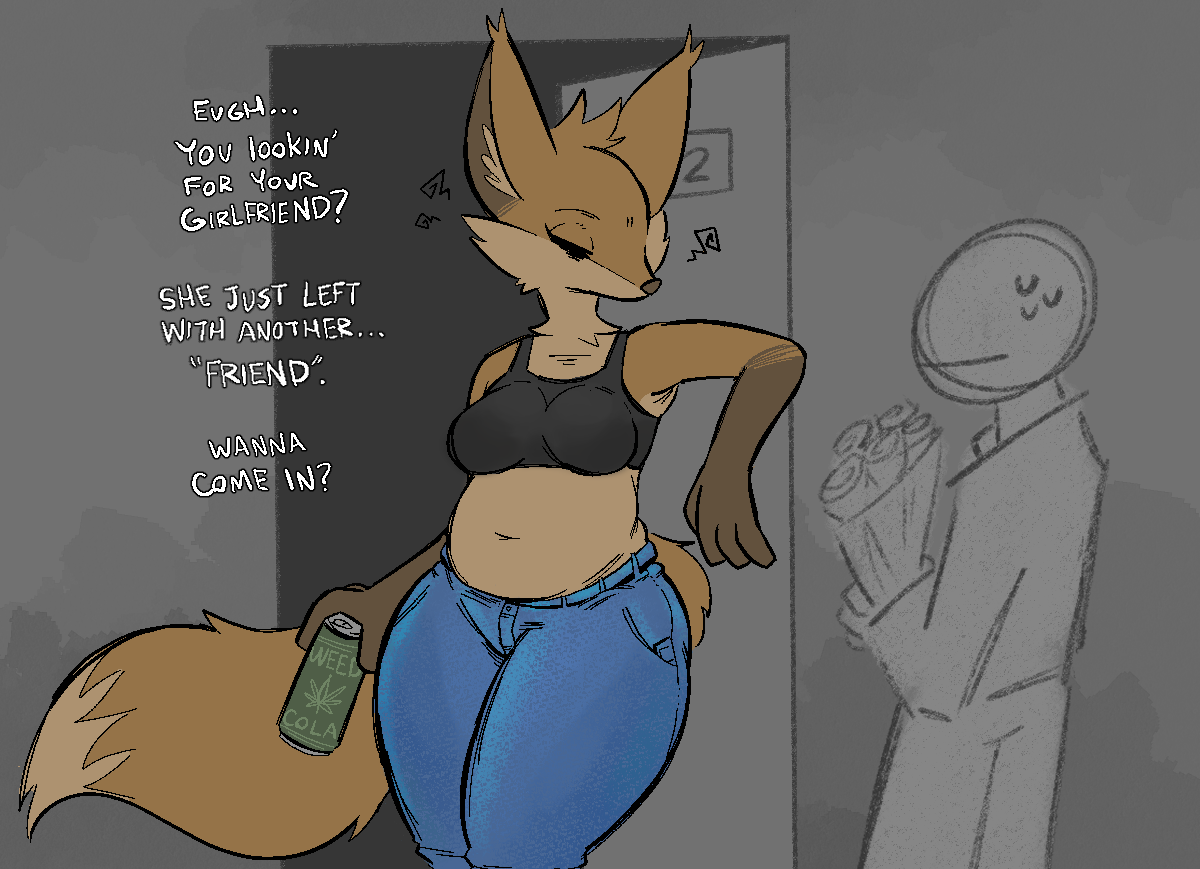 EUGH...
YOU LOOKIN'
FOR YOUR
GIRLFRIEND?
SHE JUST LEFT
WITH ANOTHER...
"FRIEND".
WANNA
COME IN?
2
WEED
COLA